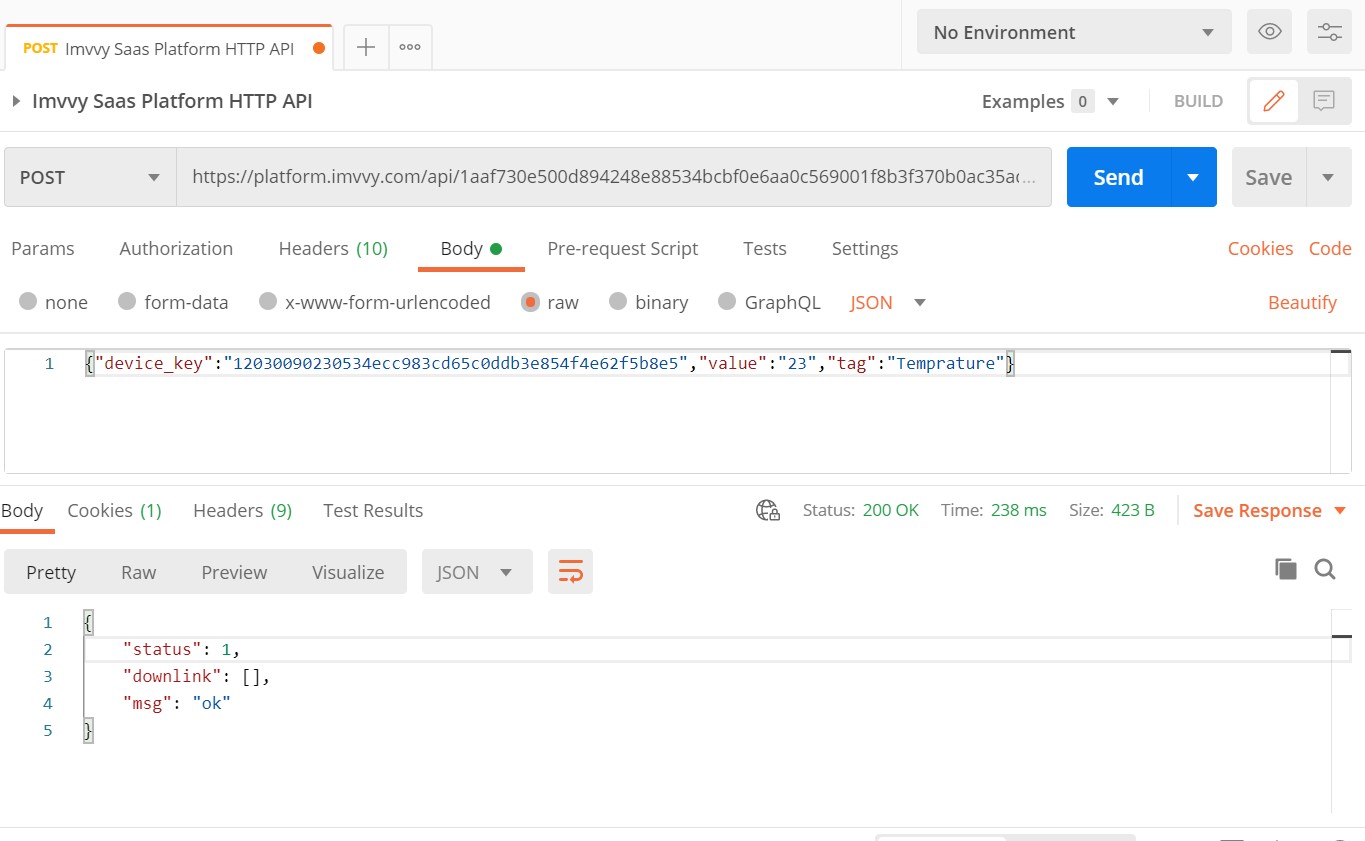 POST Imvvy Saas Platform HTTP API
No Environment
Imvvy Saas Platform HTTP API
Examples 0 BUILD
POST https://platform.imvvy.com/api/1aaf730e500d894248e88534bcbf0e6aa0c569001f8b3f370b0ac35a... Send Save
Params Authorization Headers (10) Body Pre-request Script Tests Settings Cookies Code
none form-data x-www-form-urlencoded raw binary GraphQL JSON Beautify
1 {"device_key":"12030090230534ecc983cd65c0ddb3e854f4e62f5b8e5","value":"23","tag":"Temprature"}
Body Cookies (1) Headers (9) Test Results Status: 200 OK Time: 238 ms Size: 423 B Save Response
Pretty Raw Preview Visualize JSON
1 {
2 "status": 1,
3 "downlink": [],
4 "msg": "ok"
5 }